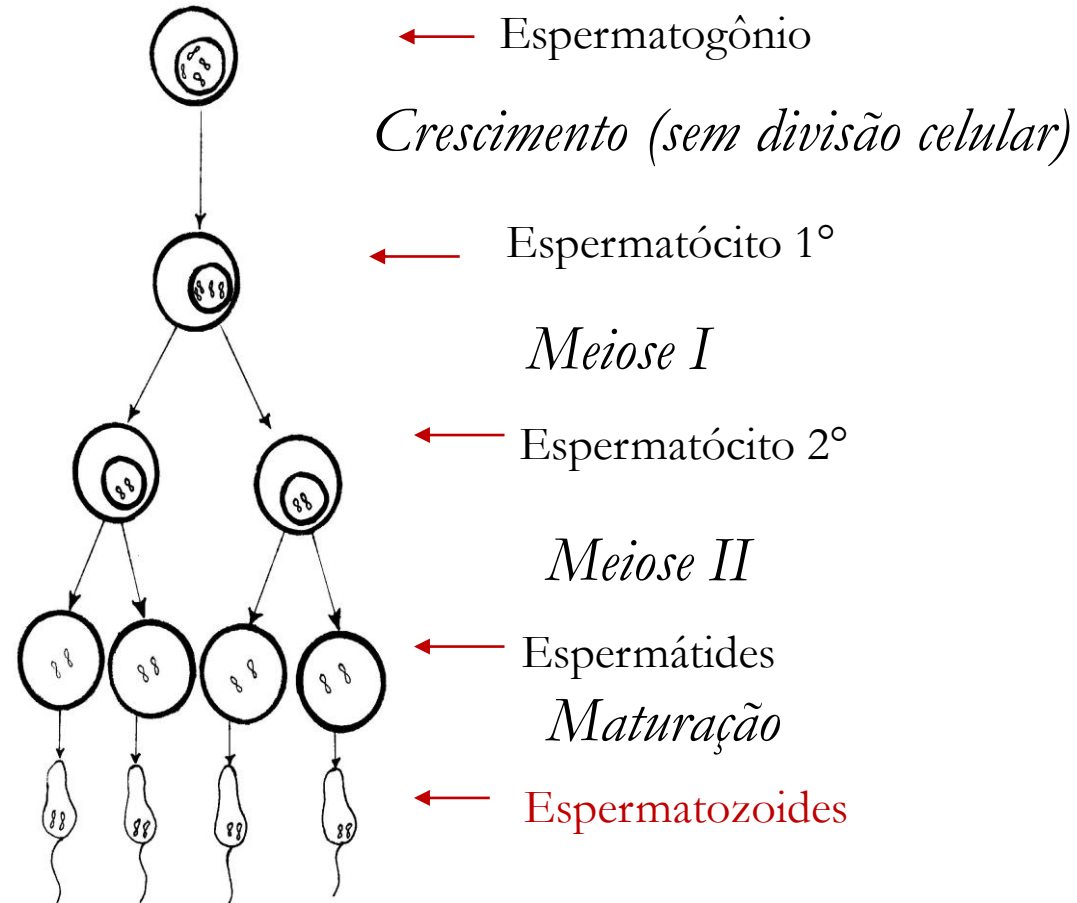 Espermatogônio
Crescimento (sem divisão celular)
Espermatócito 1°
Meiose I
Espermatócito 2°
Meiose II
Espermátides
Maturação
Espermatozoides